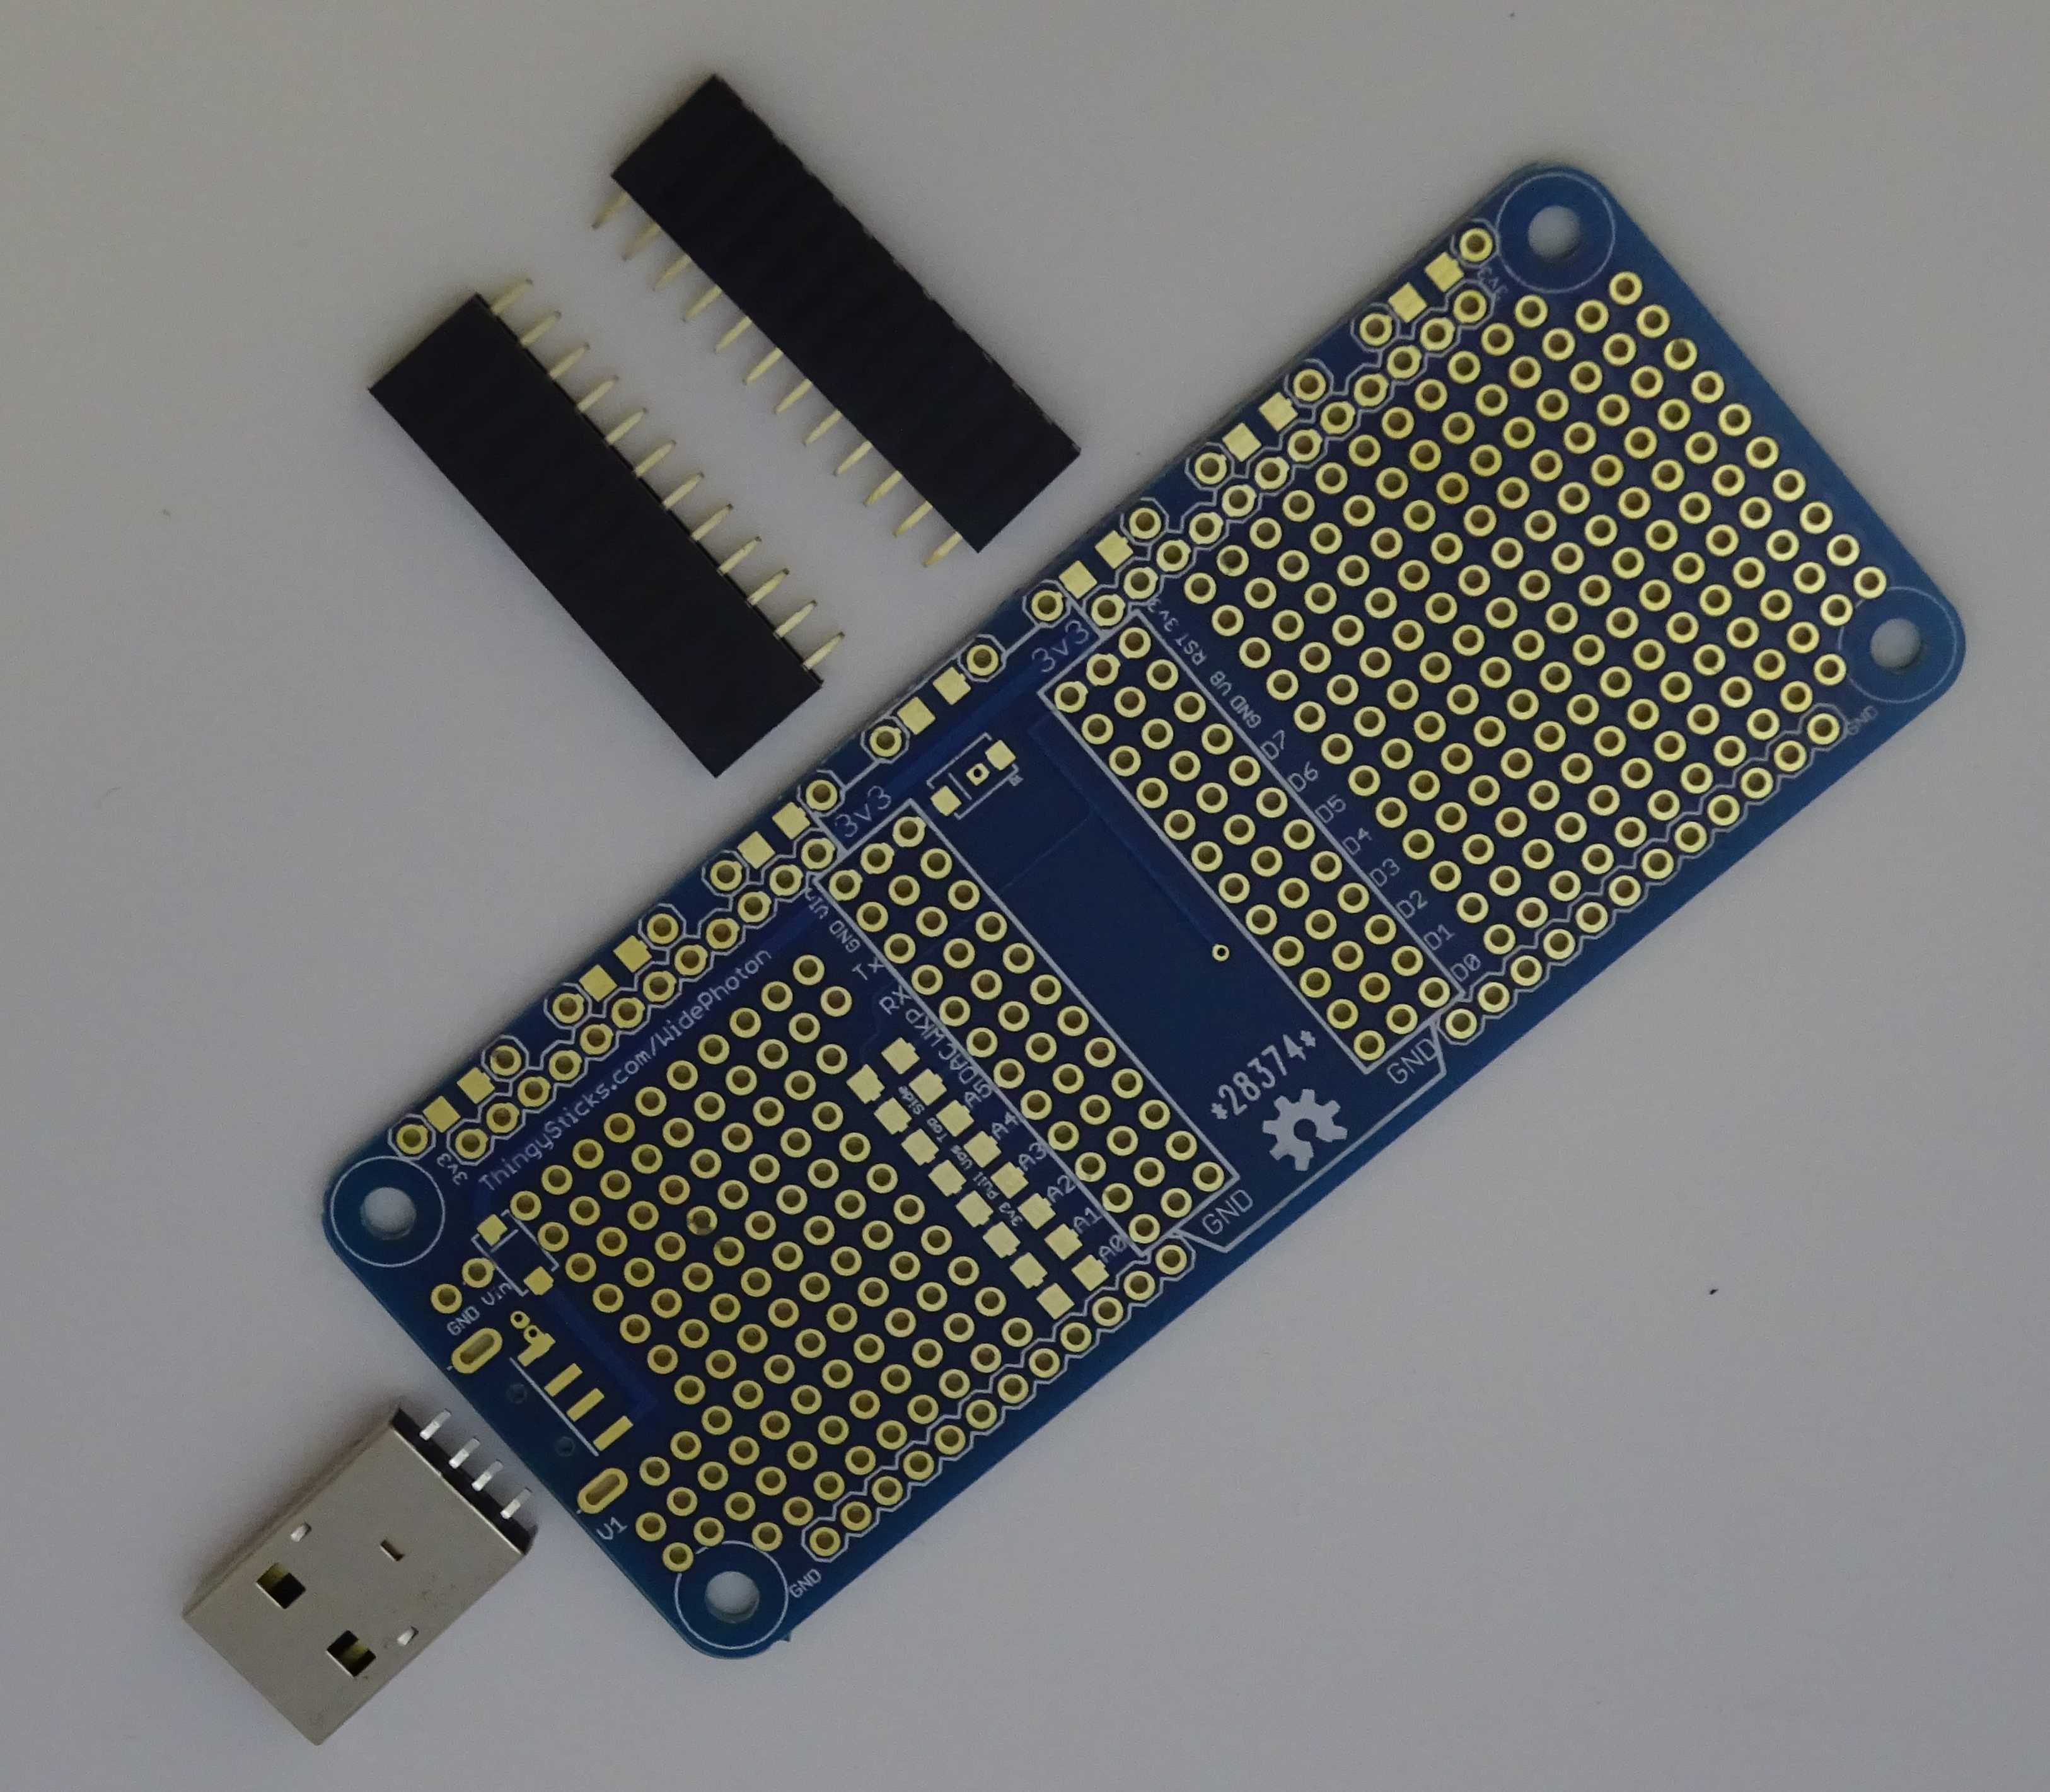 3v3
RST 3v3
GND VB
D7
D6
D5
D4
D3
D2
D1
D0
GND
3v3
GND
3v3
GND
Tx
RX
WKP
DAC
A5
A4
A3
A2
A1
A0
GND
3v3 Pull Ups Top Side
*28374*
ThingySticks.com/WidePhoton
3v3
GND Vin
V1
GND